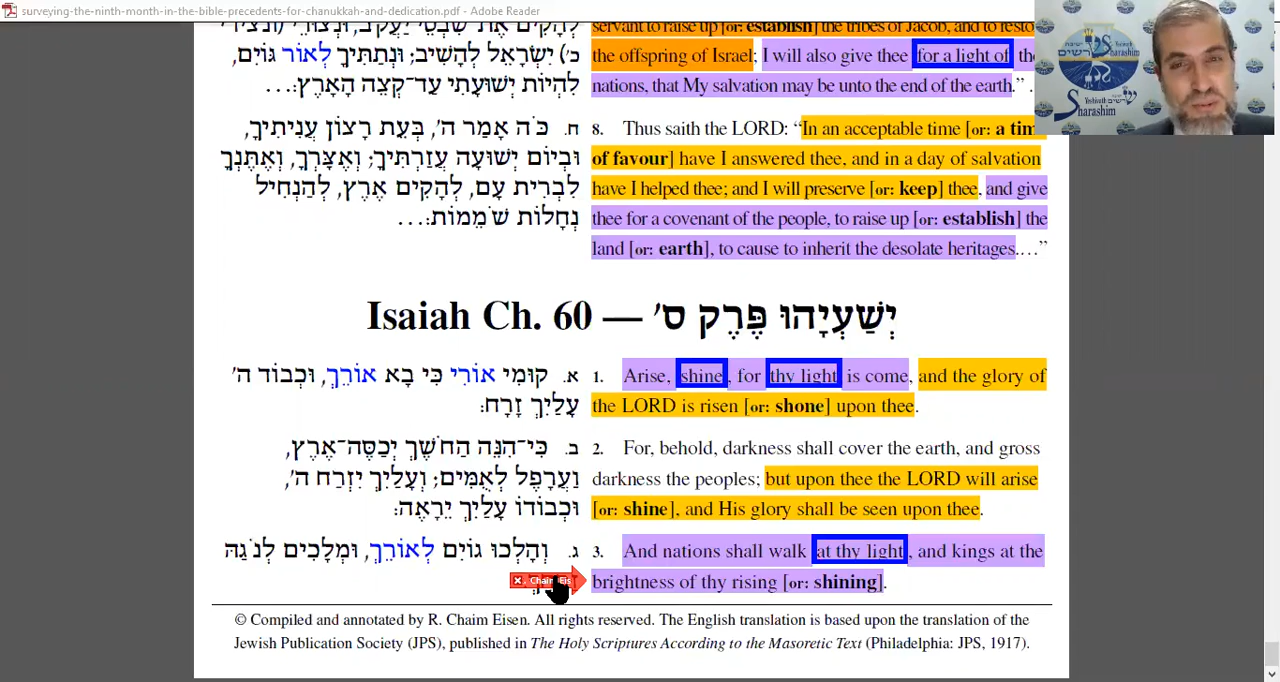 surveying-the-ninth-month-in-the-bible-precedents-for-chanukkah-and-dedication.pdf - Adobe Reader
servant to raise up [or: establish] the tribes of Jacob, and to resto
the offspring of Israel; I will also give thee for a light of the
nations, that My salvation may be unto the end of the earth.” .
כ׳) יִשְׂרָאֵל לְהָשִׁיב; וּנְתַתִּיךָ לְאוֹר גּוֹיִם,
לִהְיוֹת יְשׁוּעָתִי עַד־קְצֵה הָאָרֶץ:...
8. Thus saith the LORD: “In an acceptable time [or: a tim
of favour] have I answered thee, and in a day of salvation
have I helped thee; and I will preserve [or: keep] thee, and give
thee for a covenant of the people, to raise up [or: establish] the
land [or: earth], to cause to inherit the desolate heritages.…”
ח. כֹּה אָמַר ה׳, בְּעֵת רָצוֹן עֲנִיתִיךָ,
וּבְיוֹם יְשׁוּעָה עֲזַרְתִּיךָ; וְאֶצָּרְךָ, וְאֶתֶּנְךָ
לִבְרִית עָם, לְהָקִים אֶרֶץ, לְהַנְחִיל
נְחָלוֹת שֹׁמֵמוֹת:...
Isaiah Ch. 60 — יְשַׁעְיָהוּ פֶּרֶק ס׳
1. Arise, shine, for thy light is come, and the glory of
the LORD is risen [or: shone] upon thee.
א. קוּמִי אוֹרִי כִּי בָא אוֹרֵךְ, וּכְבוֹד ה׳
עָלַיִךְ זָרָח:
2. For, behold, darkness shall cover the earth, and gross
darkness the peoples; but upon thee the LORD will arise
[or: shine], and His glory shall be seen upon thee.
ב. כִּי־הִנֵּה הַחֹשֶׁךְ יְכַסֶּה־אֶרֶץ,
וַעֲרָפֶל לְאֻמִּים; וְעָלַיִךְ יִזְרַח ה׳,
וּכְבוֹדוֹ עָלַיִךְ יֵרָאֶה:
3. And nations shall walk at thy light, and kings at the
brightness of thy rising [or: shining].
ג. וְהָלְכוּ גוֹיִם לְאוֹרֵךְ, וּמְלָכִים לְנֹגַהּ
© Compiled and annotated by R. Chaim Eisen. All rights reserved. The English translation is based upon the translation of
the Jewish Publication Society (JPS), published in The Holy Scriptures According to the Masoretic Text (Philadelphia: JPS, 1917).
Chaim Eis
Yeshivath Sharashim